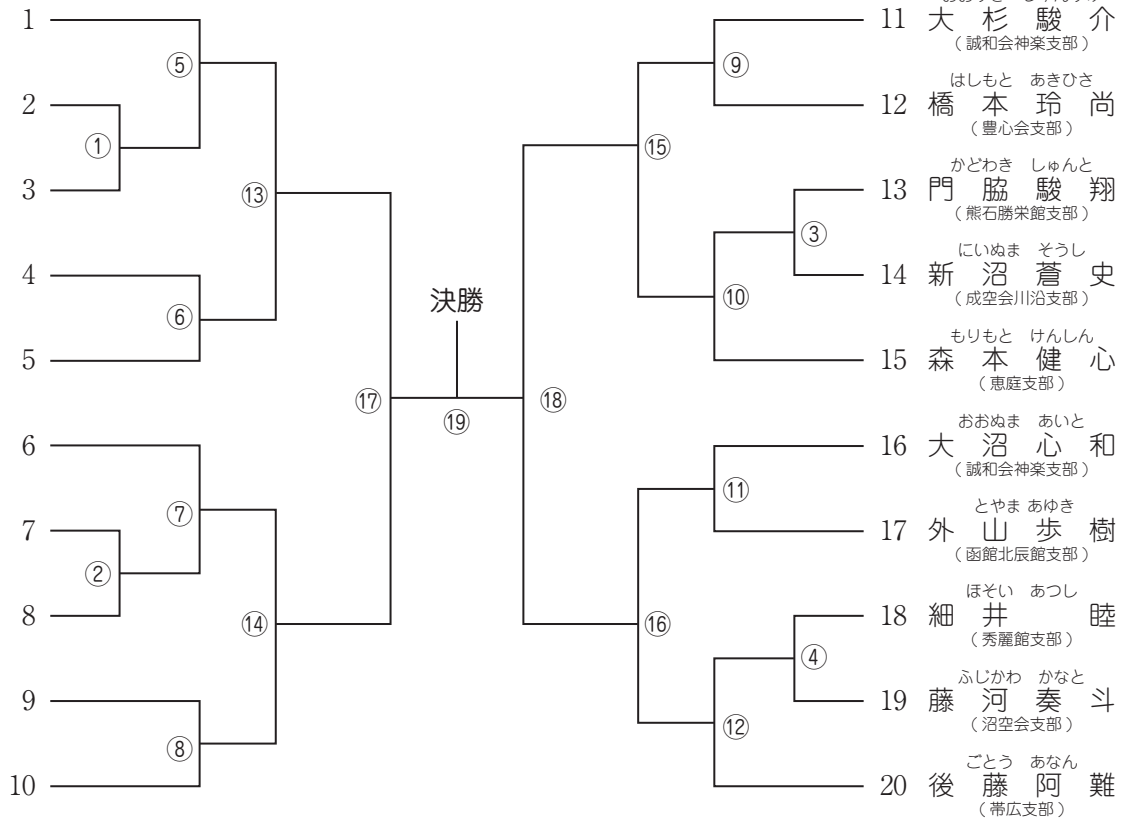 1
⑤
2
①
3
⑬
4
⑥
5
⑰
6
⑦
7
②
8
⑭
9
⑧
10
決勝
⑲
⑱
⑮
⑯
⑨
⑩
③
⑪
④
⑫
11 大杉駿介
(誠和会神楽支部)
はしもと あきひさ
12 橋本玲尚
(豊心会支部)
かどわき しゅんと
13 門脇駿翔
(熊石勝栄館支部)
にいぬま そうし
14 新沼蒼史
(成空会川沿支部)
もりもと けんしん
15 森本健心
(恵庭支部)
おおぬま あいと
16 大沼心和
(誠和会神楽支部)
とやま あゆき
17 外山歩樹
(函館北辰館支部)
ほそい あつし
18 細井 睦
(秀麗館支部)
ふじかわ かなと
19 藤河奏斗
(沼空会支部)
ごとう あなん
20 後藤阿難
(帯広支部)